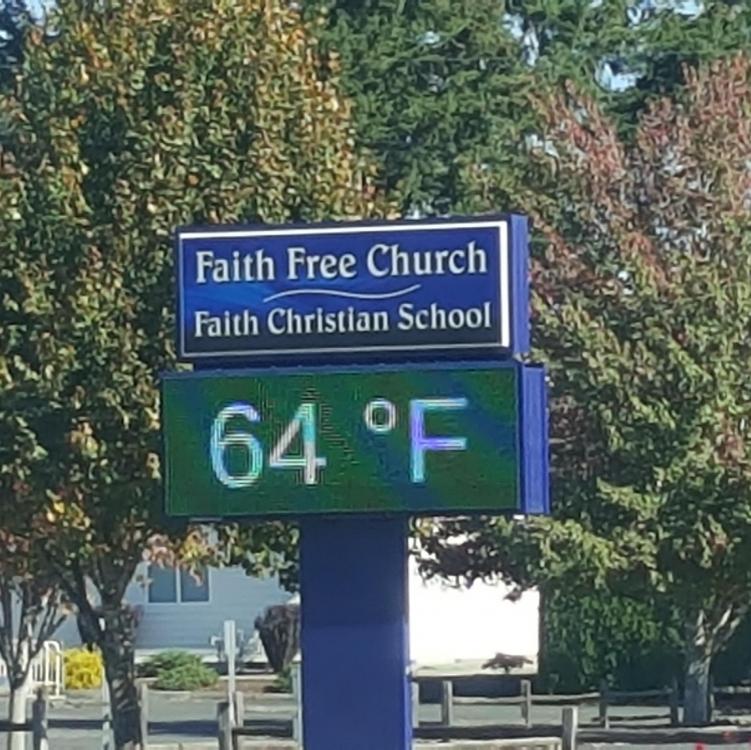 Faith Free Church
Faith Christian School
64 °F